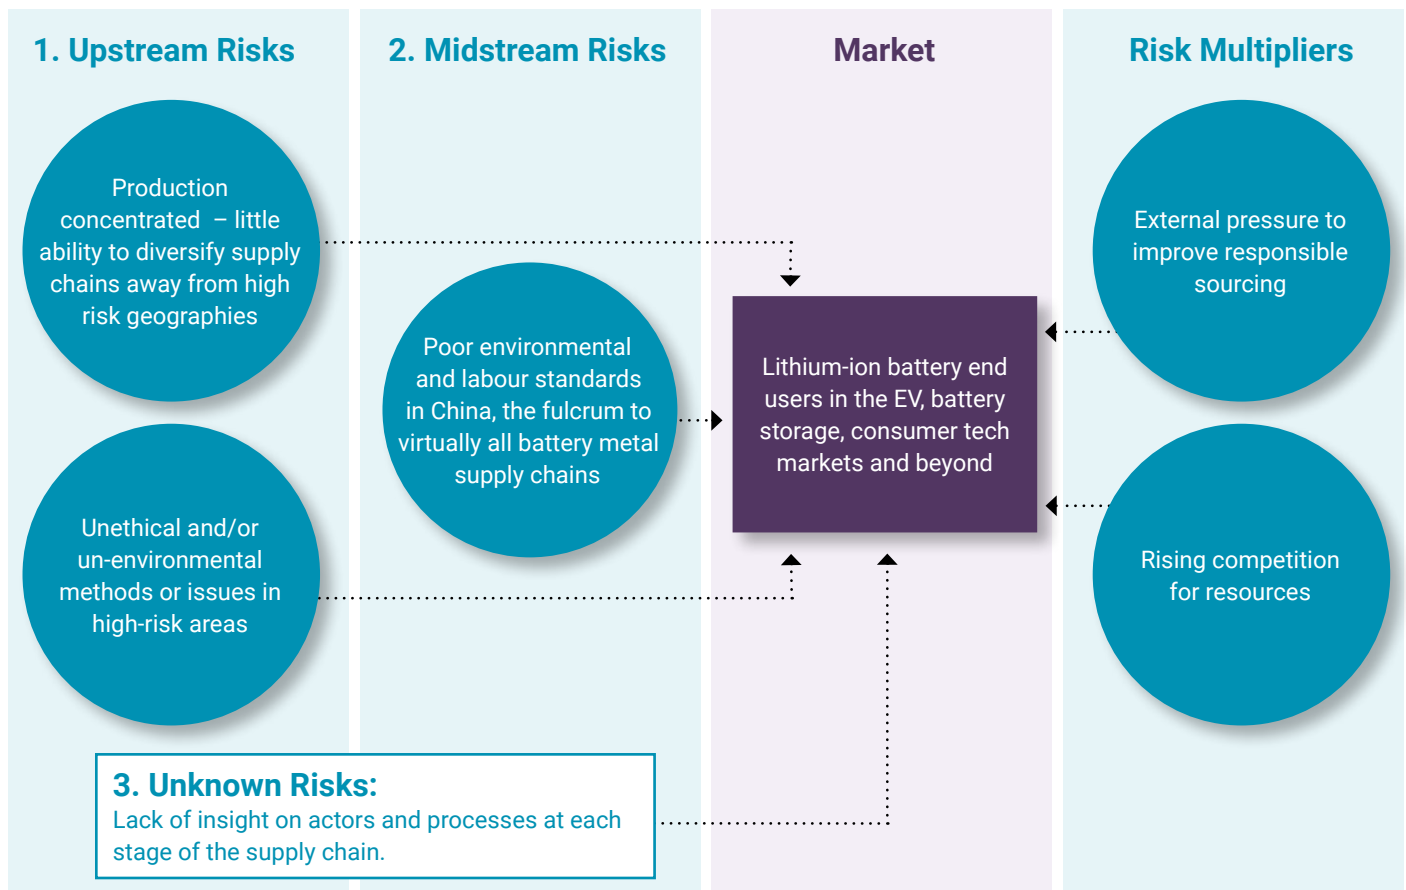 1. Upstream Risks
Production
concentrated – little
ability to diversify supply
chains away from high
risk geographies
Unethical and/or
un-environmental
methods or issues in
high-risk areas
2. Midstream Risks
Poor environmental
and labour standards
in China, the fulcrum to
virtually all battery metal
supply chains
3. Unknown Risks:
Lack of insight on actors and processes at each
stage of the supply chain.
Market
Lithium-ion battery end
users in the EV, battery
storage, consumer tech
markets and beyond
Risk Multipliers
External pressure to
improve responsible
sourcing
Rising competition
for resources